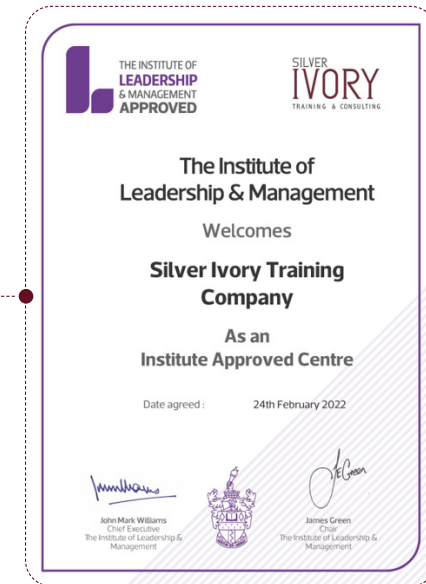 THE INSTITUTE OF
LEADERSHIP
& MANAGEMENT
APPROVED
SILVER
IVORY
TRAINING & CONSULTING
The Institute of
Leadership & Management
Welcomes
Silver Ivory Training
Company
As an
Institute Approved Centre
Date agreed : 24th February 2022
John Mark Williams
Chief Executive
The Institute of Leadership &
Management
James Green
Chair
The Institute of Leadership &
Management